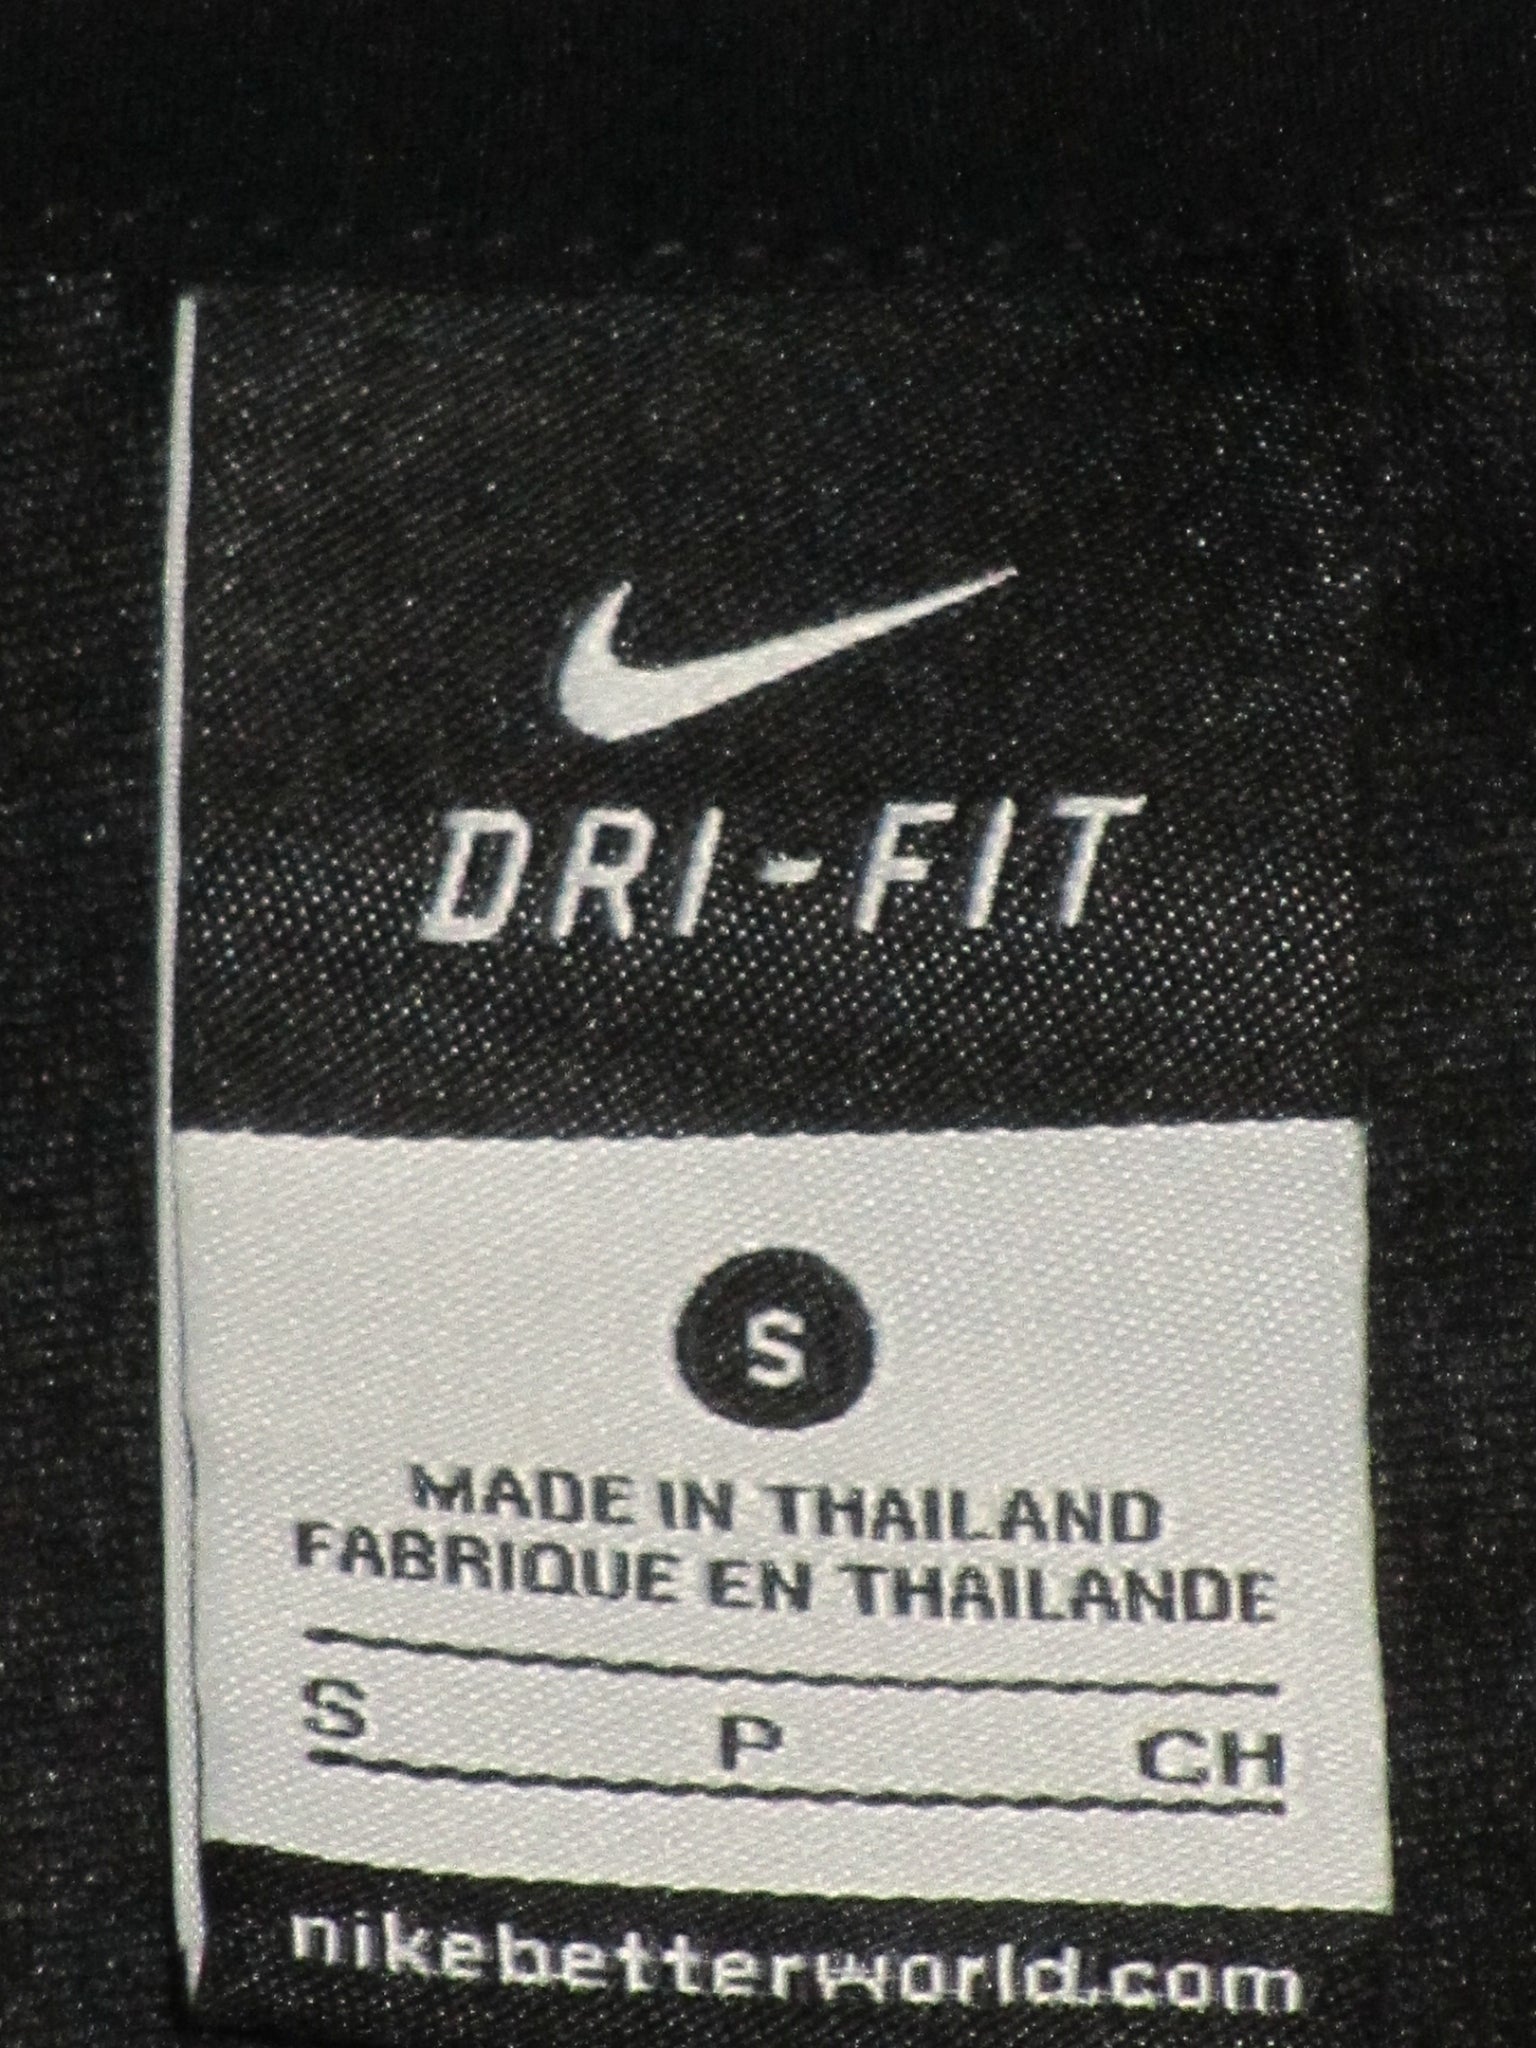 DRI-FIT
S
MADE IN THAILAND
FABRIQUE EN THAILANDE
S P CH
nikebetterworld.com